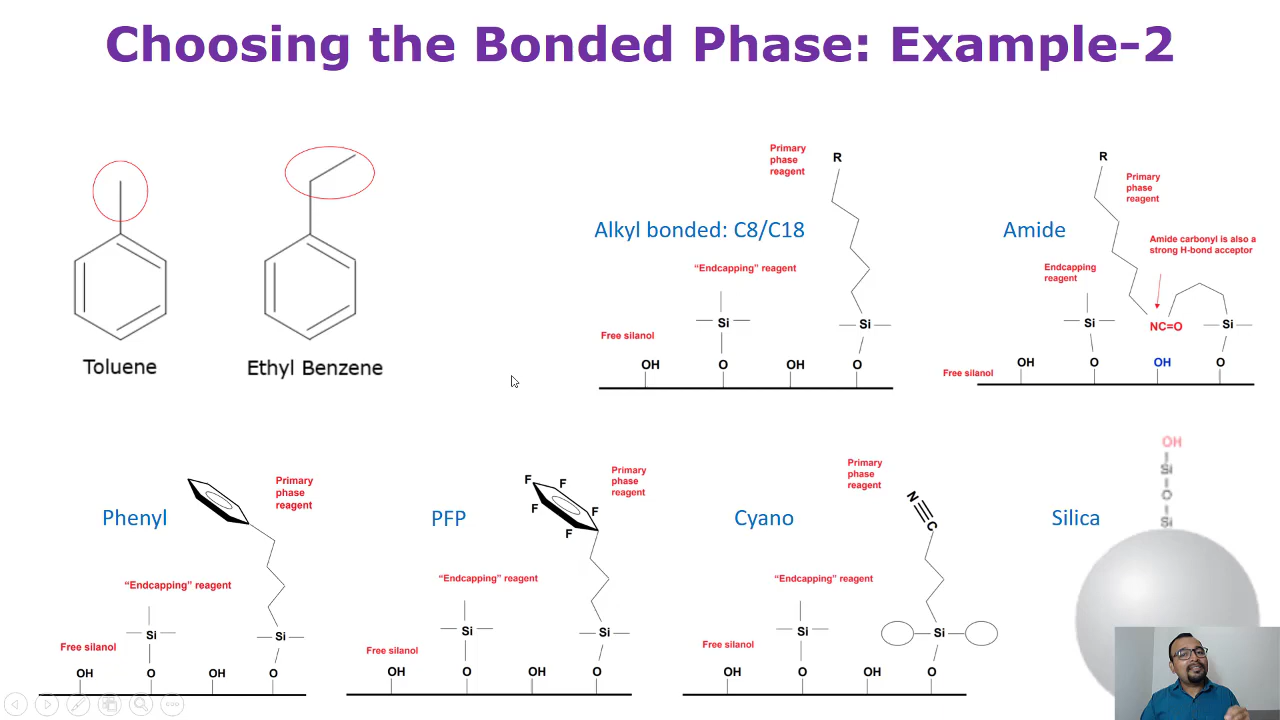 Choosing the Bonded Phase: Example-2
Toluene
Ethyl Benzene
Primary
phase
reagent
R
Alkyl bonded: C8/C18
"Endcapping" reagent
Si
Si
Free silanol
OH
O
OH
O
R
Primary
phase
reagent
Amide
Amide carbonyl is also a
strong H-bond acceptor
Endcapping
reagent
Si
NC=O
Si
OH
O
OH
O
Free silanol
Primary
phase
reagent
Phenyl
"Endcapping" reagent
Si
Si
Free silanol
OH
O
OH
O
F
F
F
F
Primary
phase
reagent
PFP
"Endcapping" reagent
Si
Si
Free silanol
OH
O
OH
O
Primary
phase
reagent
N
C
Cyano
"Endcapping" reagent
Si
Si
Free silanol
OH
O
OH
O
OH
Si
O
Si
Silica